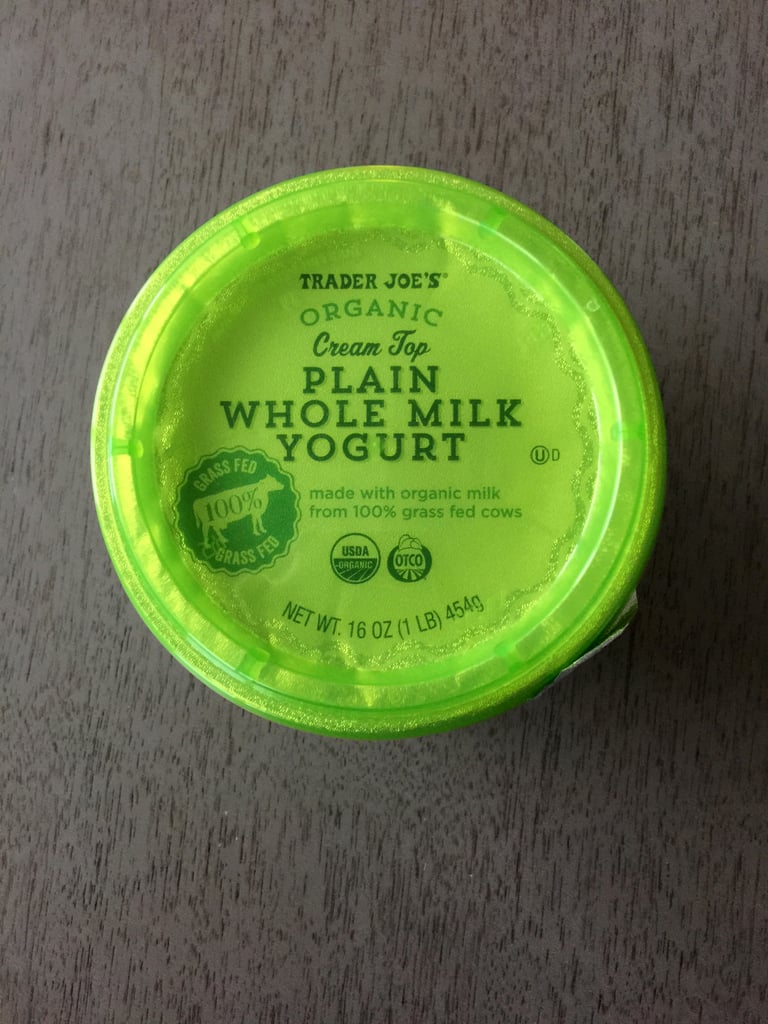 TRADER JOE'S®
ORGANIC
Cream Top
PLAIN
WHOLE MILK
YOGURT
U D
GRASS FED
100%
GRASS FED
made with organic milk
from 100% grass fed cows
USDA
ORGANIC
OTCO
NET WT. 16 OZ (1 LB) 454g